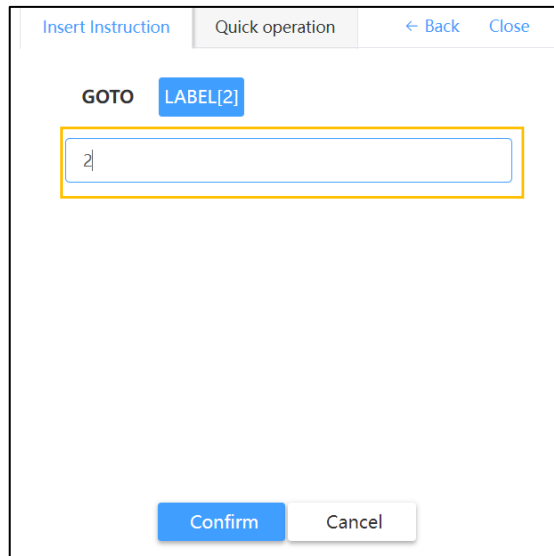 Insert Instruction Quick operation ← Back Close
GOTO LABEL[2]
2
Confirm Cancel